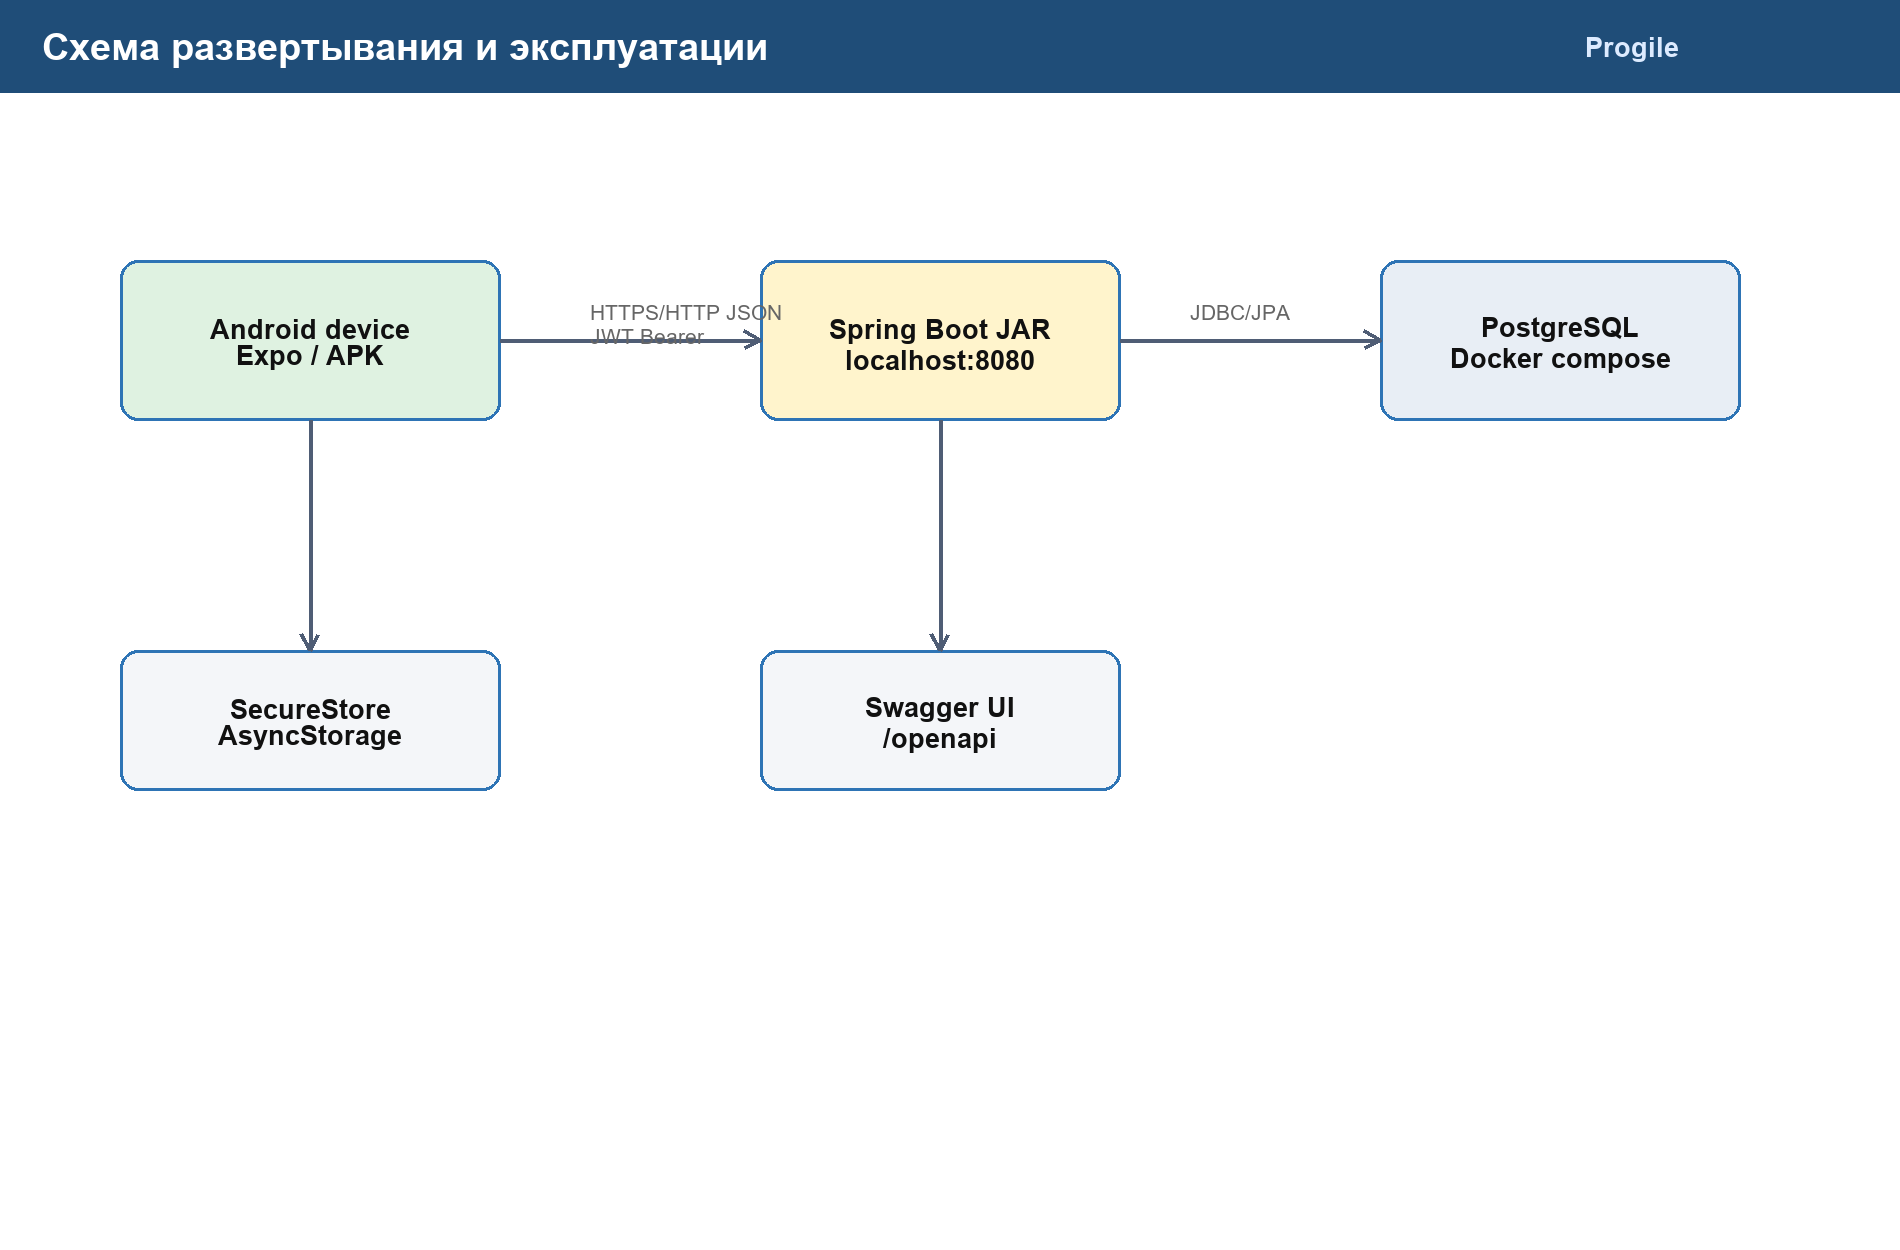 Схема развертывания и эксплуатации
Progile
Android device
Expo / APK
HTTPS/HTTP JSON
JWT Bearer
Spring Boot JAR
localhost:8080
JDBC/JPA
PostgreSQL
Docker compose
SecureStore
AsyncStorage
Swagger UI
/openapi